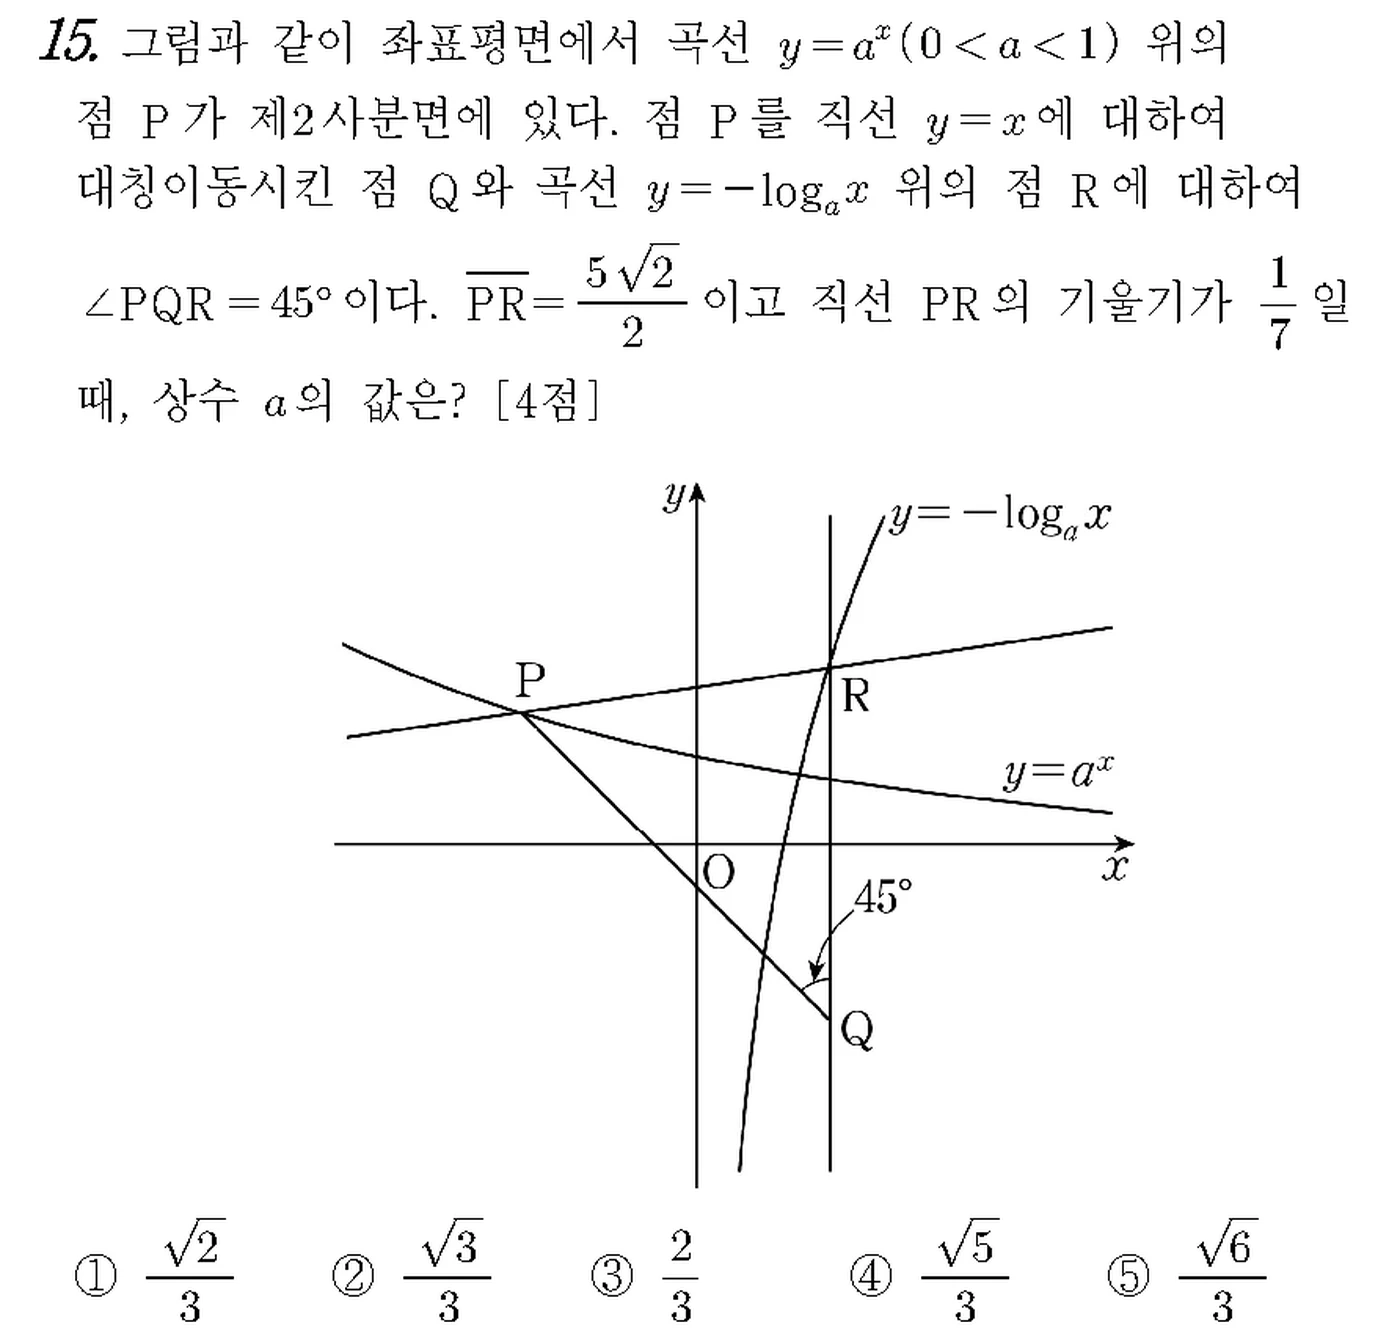 15. 그림과 같이 좌표평면에서 곡선 y=aˣ(0<a<1) 위의
점 P가 제2사분면에 있다. 점 P를 직선 y=x에 대하여
대칭이동시킨 점 Q와 곡선 y=−logₐx 위의 점 R에 대하여
∠PQR=45°이다. P̅R̅=5√2/2 이고 직선 PR의 기울기가 1/7 일
때, 상수 a의 값은? [4점]
y
y=−logₐx
P
R
y=aˣ
O
x
45°
Q
① √2/3 ② √3/3 ③ 2/3 ④ √5/3 ⑤ √6/3